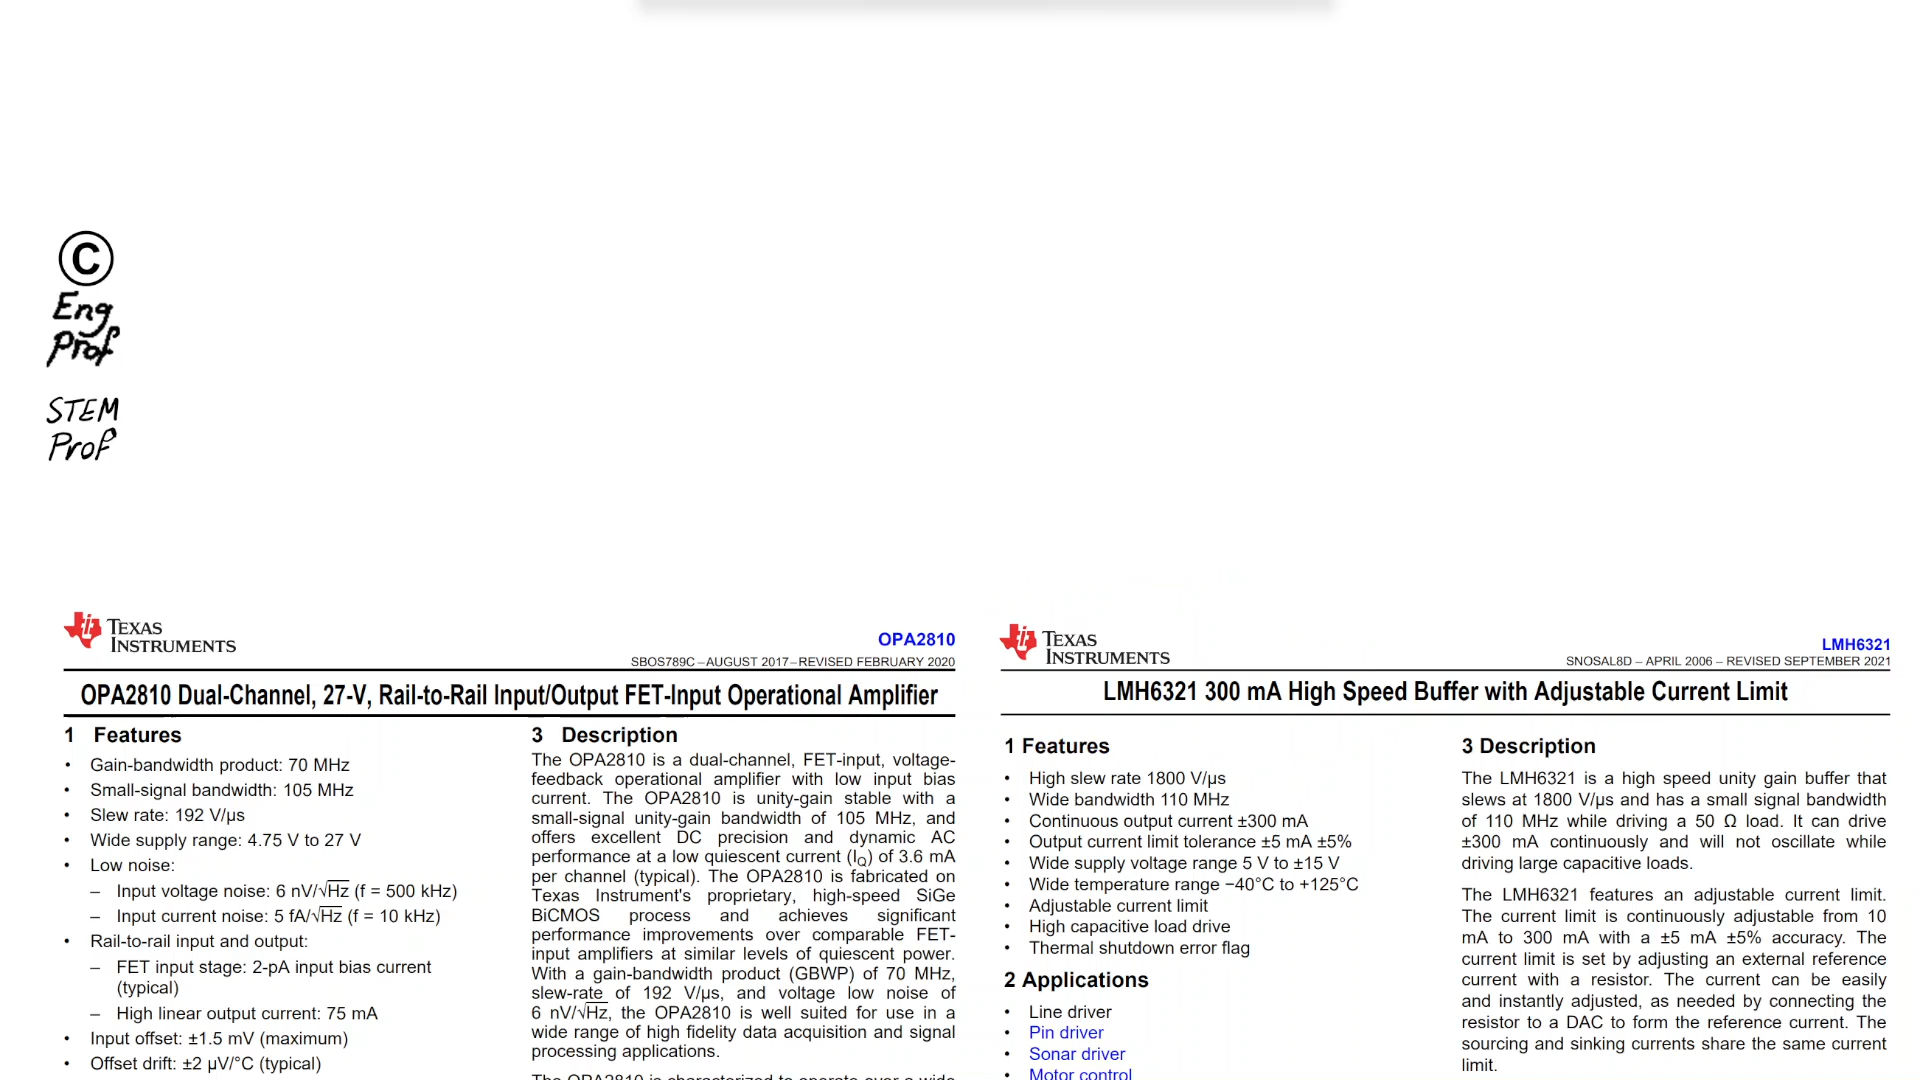 ©
Eng
Prof
STEM
Prof
TEXAS
INSTRUMENTS
OPA2810
SBOS789C – AUGUST 2017 – REVISED FEBRUARY 2020
OPA2810 Dual-Channel, 27-V, Rail-to-Rail Input/Output FET-Input Operational Amplifier
1 Features
• Gain-bandwidth product: 70 MHz
• Small-signal bandwidth: 105 MHz
• Slew rate: 192 V/µs
• Wide supply range: 4.75 V to 27 V
• Low noise:
– Input voltage noise: 6 nV/√Hz (f = 500 kHz)
– Input current noise: 5 fA/√Hz (f = 10 kHz)
• Rail-to-rail input and output:
– FET input stage: 2-pA input bias current
(typical)
– High linear output current: 75 mA
• Input offset: ±1.5 mV (maximum)
• Offset drift: ±2 µV/°C (typical)
3 Description
The OPA2810 is a dual-channel, FET-input, voltage-
feedback operational amplifier with low input bias
current. The OPA2810 is unity-gain stable with a
small-signal unity-gain bandwidth of 105 MHz, and
offers excellent DC precision and dynamic AC
performance at a low quiescent current (IQ) of 3.6 mA
per channel (typical). The OPA2810 is fabricated on
Texas Instrument's proprietary, high-speed SiGe
BiCMOS process and achieves significant
performance improvements over comparable FET-
input amplifiers at similar levels of quiescent power.
With a gain-bandwidth product (GBWP) of 70 MHz,
slew-rate of 192 V/µs, and voltage low noise of
6 nV/√Hz, the OPA2810 is well suited for use in a
wide range of high fidelity data acquisition and signal
processing applications.
The OPA2810 is characterized to operate over a wide
TEXAS
INSTRUMENTS
LMH6321
SNOSAL8D – APRIL 2006 – REVISED SEPTEMBER 2021
LMH6321 300 mA High Speed Buffer with Adjustable Current Limit
1 Features
• High slew rate 1800 V/µs
• Wide bandwidth 110 MHz
• Continuous output current ±300 mA
• Output current limit tolerance ±5 mA ±5%
• Wide supply voltage range 5 V to ±15 V
• Wide temperature range −40°C to +125°C
• Adjustable current limit
• High capacitive load drive
• Thermal shutdown error flag
2 Applications
• Line driver
• Pin driver
• Sonar driver
• Motor control
3 Description
The LMH6321 is a high speed unity gain buffer that
slews at 1800 V/µs and has a small signal bandwidth
of 110 MHz while driving a 50 Ω load. It can drive
±300 mA continuously and will not oscillate while
driving large capacitive loads.
The LMH6321 features an adjustable current limit.
The current limit is continuously adjustable from 10
mA to 300 mA with a ±5 mA ±5% accuracy. The
current limit is set by adjusting an external reference
current with a resistor. The current can be easily
and instantly adjusted, as needed by connecting the
resistor to a DAC to form the reference current. The
sourcing and sinking currents share the same current
limit.